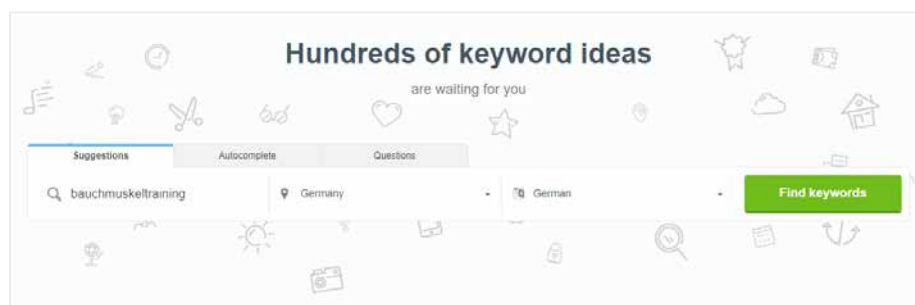 Hundreds of keyword ideas
are waiting for you
Suggestions Autocomplete Questions
bauchmuskeltraining Germany German Find keywords